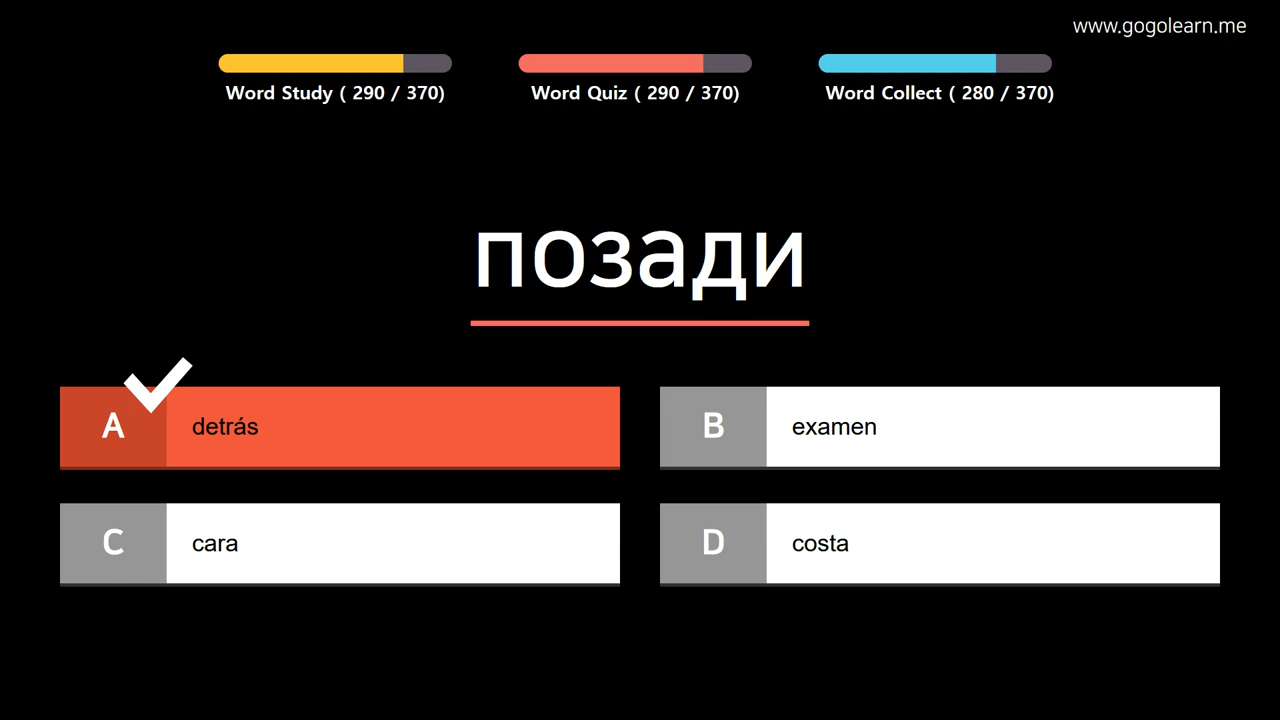 www.gogolearn.me
Word Study ( 290 / 370)
Word Quiz ( 290 / 370)
Word Collect ( 280 / 370)
позади
A detrás
B examen
C cara
D costa